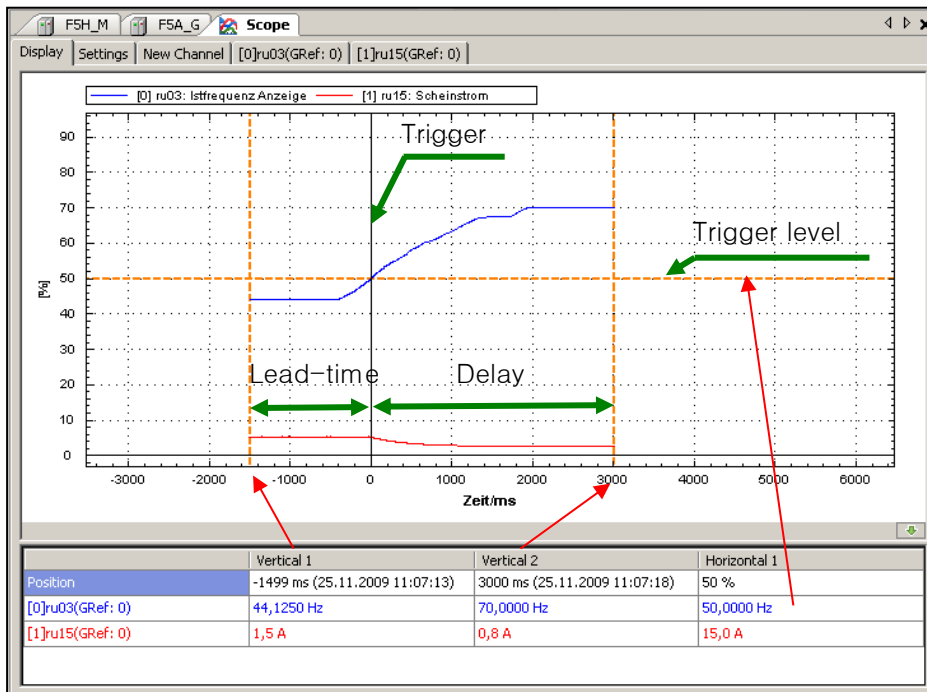 F5H_M F5A_G Scope
Display Settings New Channel [0]ru03(GRef: 0) [1]ru15(GRef: 0)
[0] ru03: Istfrequenz Anzeige [1] ru15: Scheinstrom
Trigger
Trigger level
Lead-time Delay
[%]
90
80
70
60
50
40
30
20
10
0
-3000 -2000 -1000 0 1000 2000 3000 4000 5000 6000
Zeit/ms
Vertical 1 Vertical 2 Horizontal 1
Position -1499 ms (25.11.2009 11:07:13) 3000 ms (25.11.2009 11:07:18) 50 %
[0]ru03(GRef: 0) 44,1250 Hz 70,0000 Hz 50,0000 Hz
[1]ru15(GRef: 0) 1,5 A 0,8 A 15,0 A